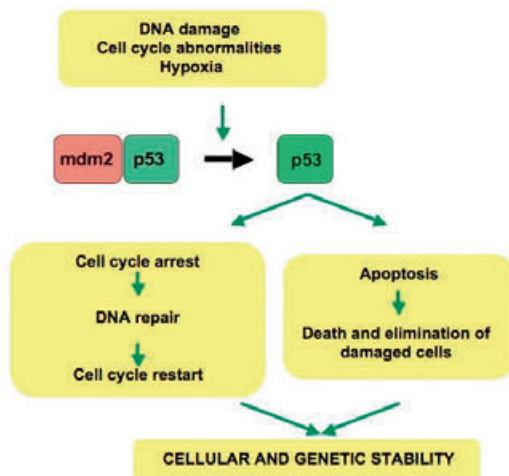 DNA damage
Cell cycle abnormalities
Hypoxia
mdm2 p53 p53
Cell cycle arrest
DNA repair
Cell cycle restart
Apoptosis
Death and elimination of
damaged cells
CELLULAR AND GENETIC STABILITY